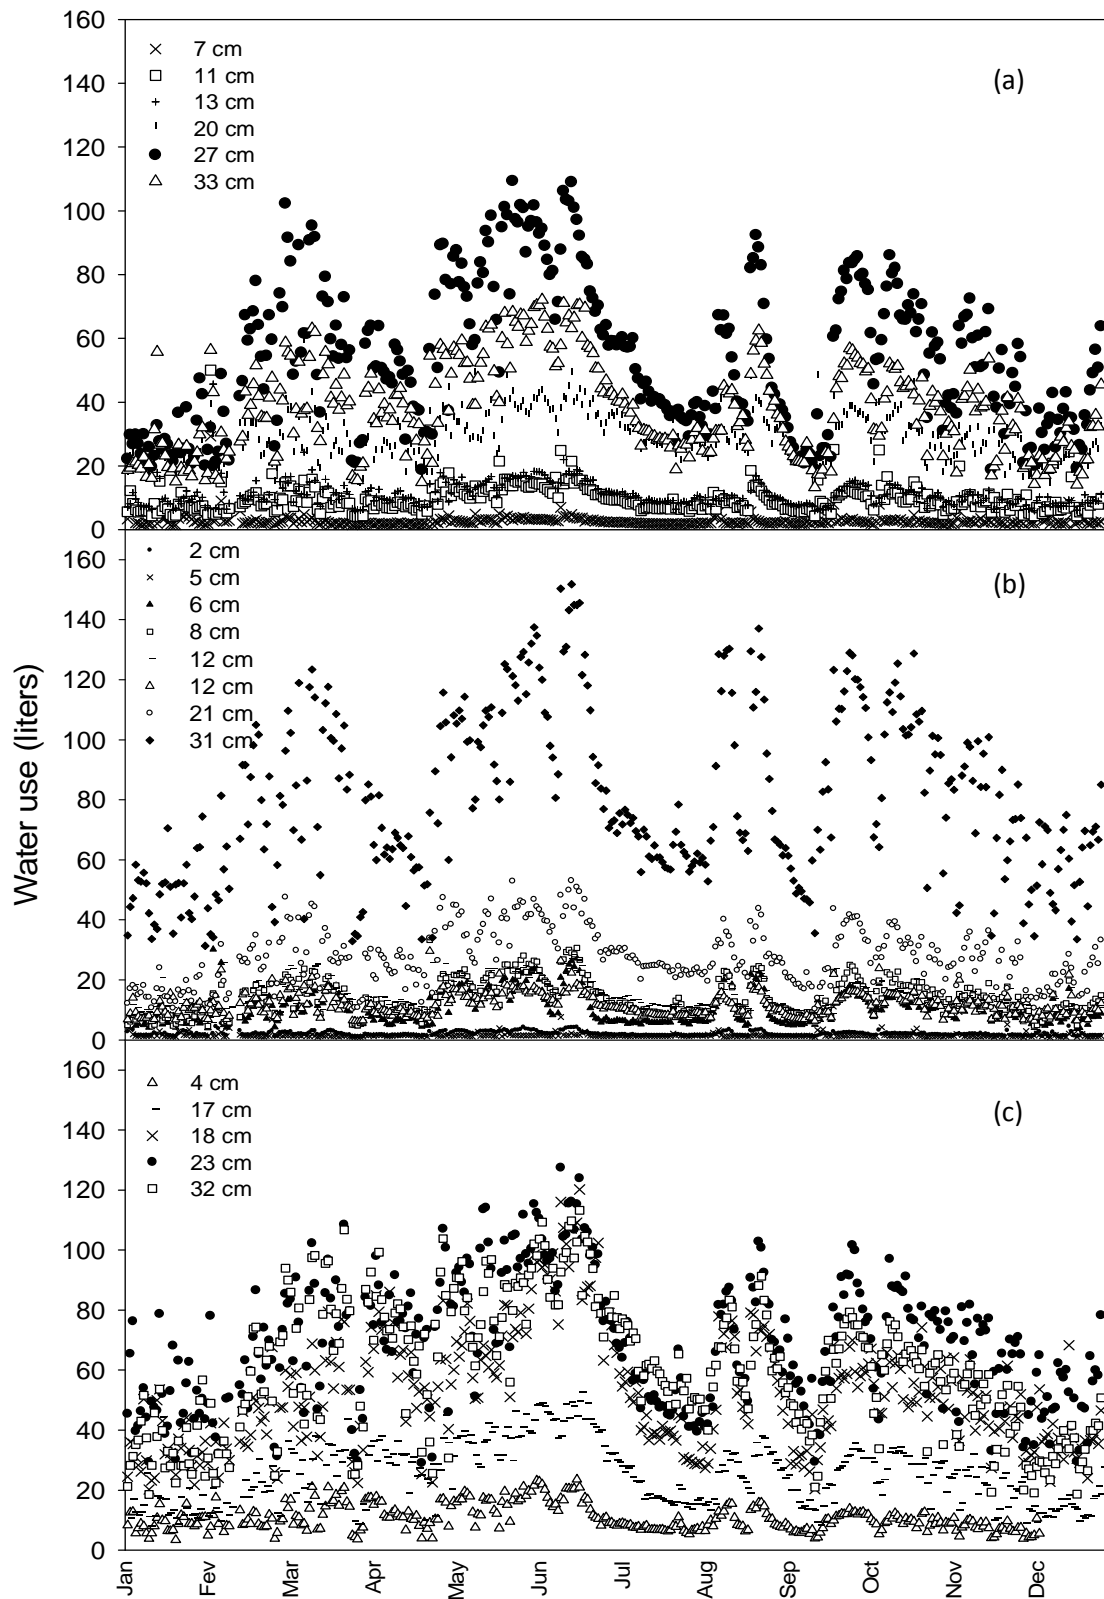 160
140
120
100
80
60
40
20
0
7 cm
11 cm
13 cm
20 cm
27 cm
33 cm
(a)
160
140
120
100
80
60
40
20
0
2 cm
5 cm
6 cm
8 cm
12 cm
12 cm
21 cm
31 cm
(b)
Water use (liters)
160
140
120
100
80
60
40
20
0
4 cm
17 cm
18 cm
23 cm
32 cm
(c)
Jan
Fev
Mar
Apr
May
Jun
Jul
Aug
Sep
Oct
Nov
Dec